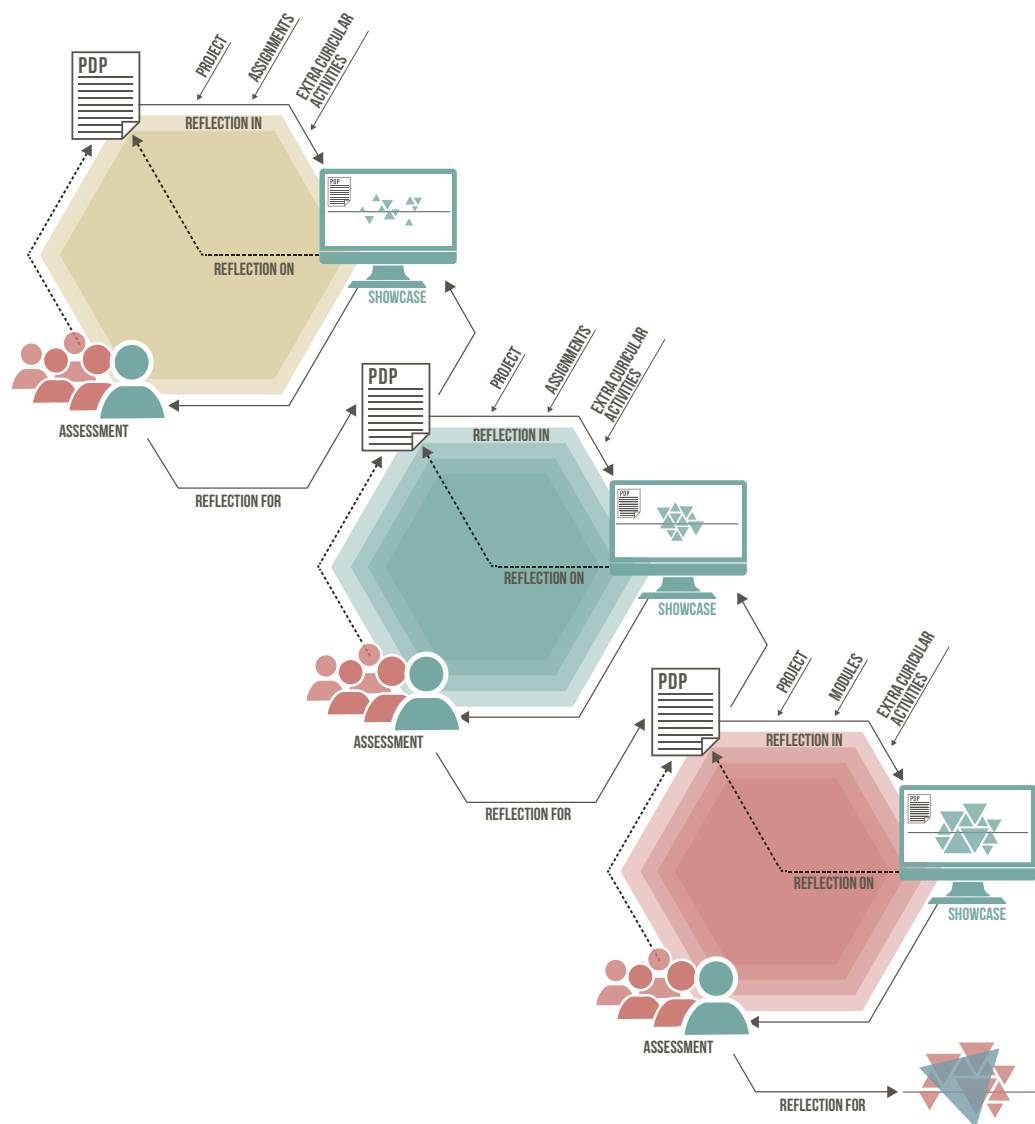 PROJECT
ASSIGNMENTS
EXTRA CURICULAR
ACTIVITIES
PDP
REFLECTION IN
PDP
REFLECTION ON
SHOWCASE
ASSESSMENT
REFLECTION FOR
PROJECT
ASSIGNMENTS
EXTRA CURICULAR
ACTIVITIES
PDP
REFLECTION IN
PDP
REFLECTION ON
SHOWCASE
ASSESSMENT
REFLECTION FOR
PROJECT
MODULES
EXTRA CURICULAR
ACTIVITIES
PDP
REFLECTION IN
PDP
REFLECTION ON
SHOWCASE
ASSESSMENT
REFLECTION FOR